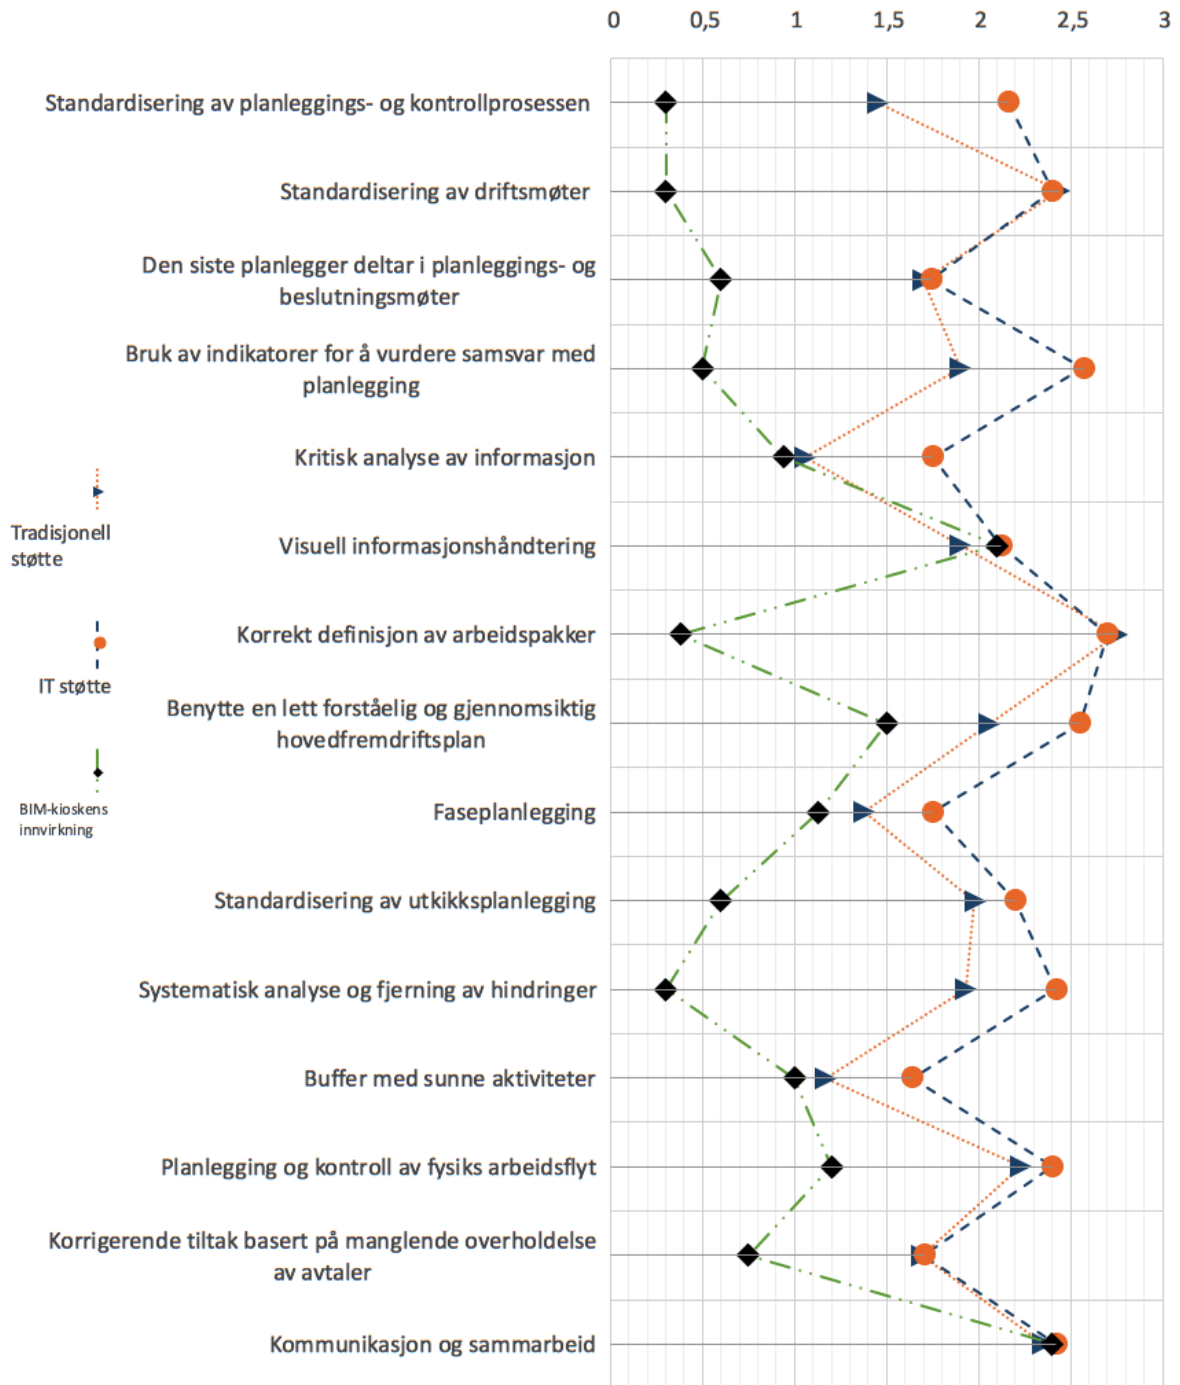 0 0,5 1 1,5 2 2,5 3
Standardisering av planleggings- og kontrollprosessen
Standardisering av driftsmøter
Den siste planlegger deltar i planleggings- og
beslutningsmøter
Bruk av indikatorer for å vurdere samsvar med
planlegging
Kritisk analyse av informasjon
Visuell informasjonshåndtering
Korrekt definisjon av arbeidspakker
Benytte en lett forståelig og gjennomsiktig
hovedfremdriftsplan
Faseplanlegging
Standardisering av utkikksplanlegging
Systematisk analyse og fjerning av hindringer
Buffer med sunne aktiviteter
Planlegging og kontroll av fysiks arbeidsflyt
Korrigerende tiltak basert på manglende overholdelse
av avtaler
Kommunikasjon og sammarbeid
Tradisjonell
støtte
IT støtte
BIM-kioskens
innvirkning